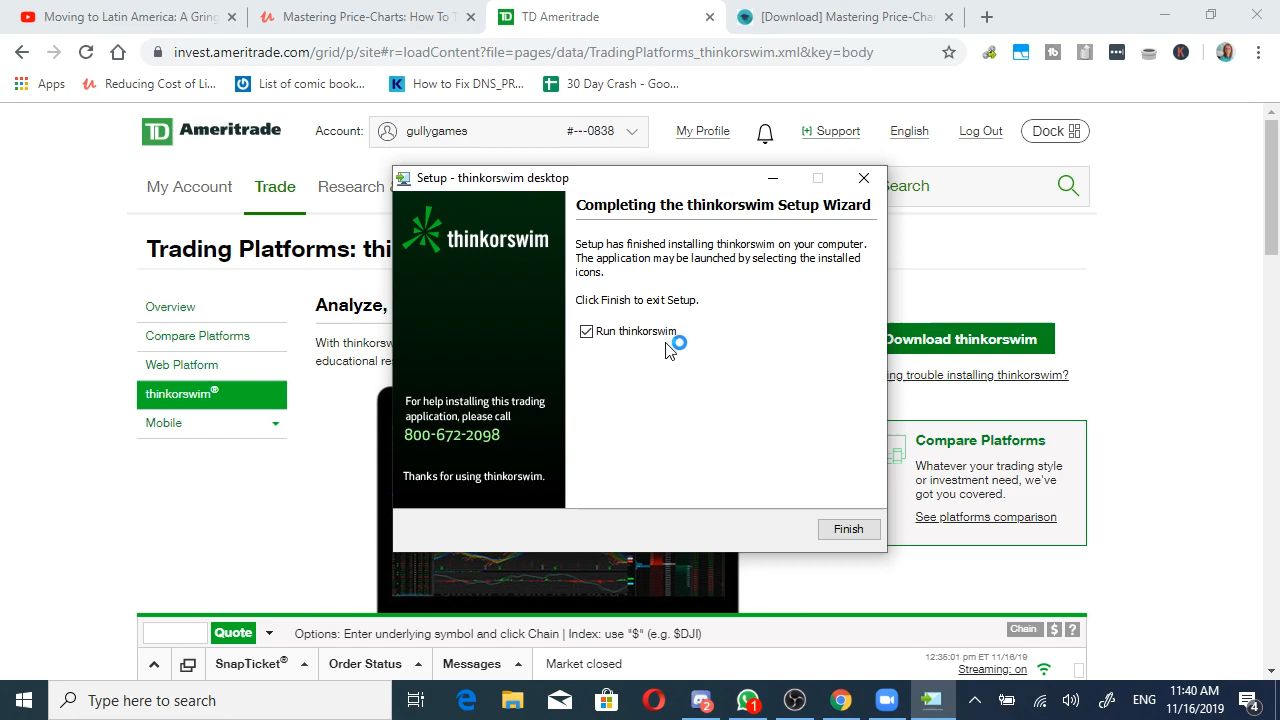 Moving to Latin America: A Gring
Mastering Price-Charts: How To T
TD Ameritrade
[Download] Mastering Price-Char
invest.ameritrade.com/grid/p/site#r=loadContent?file=pages/data/TradingPlatforms_thinkorswim.xml&key=body
Apps
Reducing Cost of Li...
List of comic book...
How to Fix DNS_PR...
30 Day Crash - Goo...
TD Ameritrade
Account:
gullygames
#---0838
My Profile
Support
English
Log Out
Dock
My Account
Trade
Research &
Search
Setup - thinkorswim desktop
Completing the thinkorswim Setup Wizard
thinkorswim
Setup has finished installing thinkorswim on your computer.
The application may be launched by selecting the installed
icons.
Click Finish to exit Setup.
Run thinkorswim
For help installing this trading
application, please call
800-672-2098
Thanks for using thinkorswim.
Finish
Trading Platforms: thi
Overview
Compare Platforms
Web Platform
thinkorswim®
Mobile
Analyze,
With thinkorsw
educational re
Download thinkorswim
ng trouble installing thinkorswim?
Compare Platforms
Whatever your trading style
or investment need, we've
got you covered.
See platforms comparison
Quote
Options: Enter underlying symbol and click Chain | Index: use "$" (e.g. $DJI)
Chain
$
?
SnapTicket®
Order Status
Messages
Market closed
12:35:01 pm ET 11/16/19
Streaming: on
Type here to search
2
1
ENG
11:40 AM
11/16/2019
4